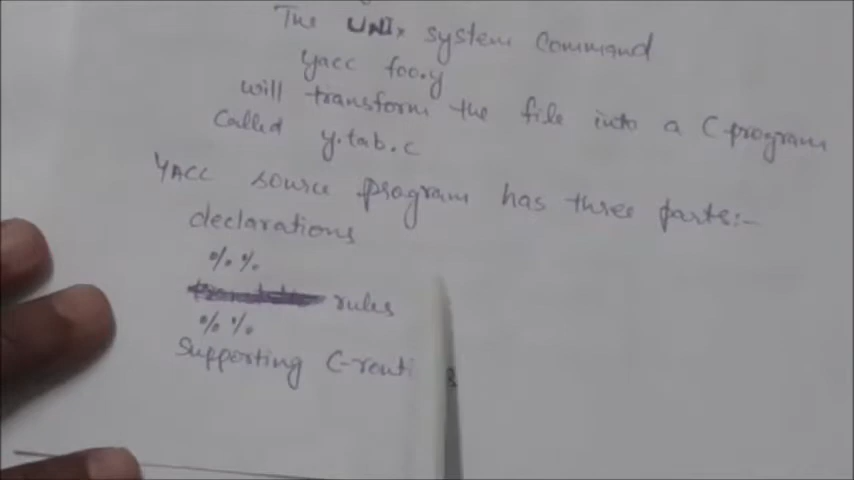 The UNIx system Command
yacc foo.y
will transform the file into a C program
Called y.tab.c
YACC source program has three parts:-
declarations
%%
rules
%%
Supporting C-routi